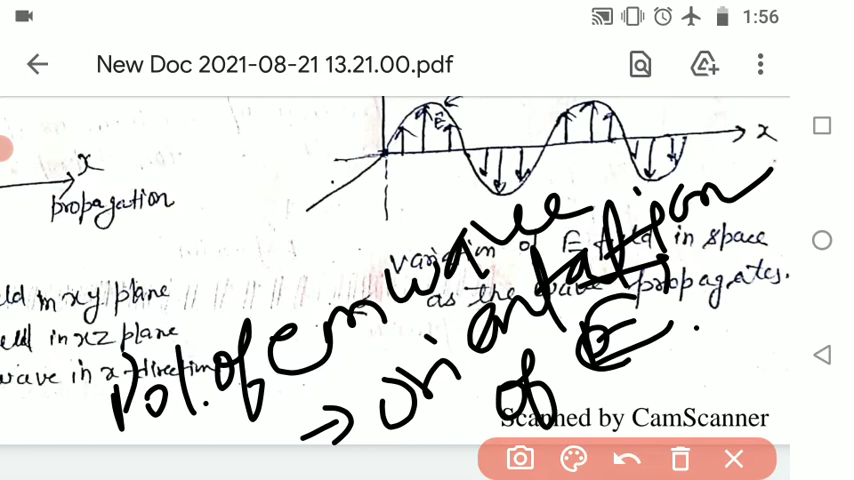 1:56
New Doc 2021-08-21 13.21.00.pdf
E
x
x
propagation
variation of E field in space
as the wave propagates.
eld in xy plane
eld in xz plane
wave in x-direction
Pol. of em wave
→ orientation
of E.
Scanned by CamScanner